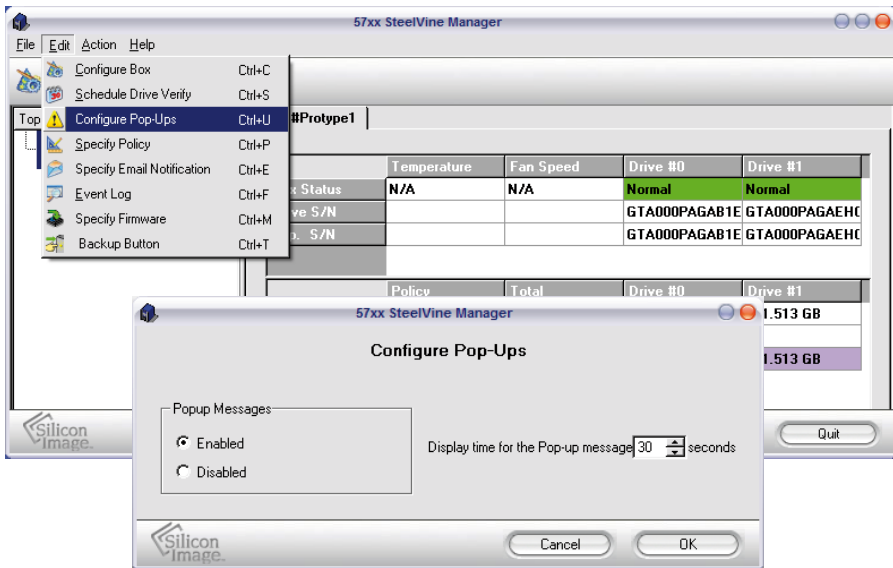 57xx SteelVine Manager
File Edit Action Help
Configure Box Ctrl+C
Schedule Drive Verify Ctrl+S
Configure Pop-Ups Ctrl+U
Specify Policy Ctrl+P
Specify Email Notification Ctrl+E
Event Log Ctrl+F
Specify Firmware Ctrl+M
Backup Button Ctrl+T
Top
#Protype1
Temperature Fan Speed Drive #0 Drive #1
Status N/A N/A Normal Normal
S/N GTA000PAGAB1E GTA000PAGAEH
S/N GTA000PAGAB1E GTA000PAGAEH
Policy Total Drive #0 Drive #1
1.513 GB
1.513 GB
Silicon Image.
Quit
57xx SteelVine Manager
Configure Pop-Ups
Popup Messages
Enabled
Disabled
Display time for the Pop-up message 30 seconds
Silicon Image.
Cancel OK